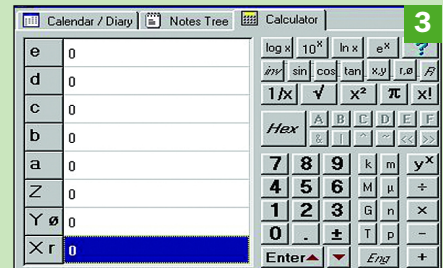 Calendar / Diary Notes Tree Calculator 3
e 0
d 0
c 0
b 0
a 0
Z 0
Y ø 0
X r 0
log x 10ˣ ln x eˣ ?
inv sin cos tan x,y r,ø R
1/x √ x² π x!
Hex A B C D E F
& | ^ ~ << >>
7 8 9 k m yˣ
4 5 6 M µ ÷
1 2 3 G n ×
0 . ± T p −
Enter Eng +